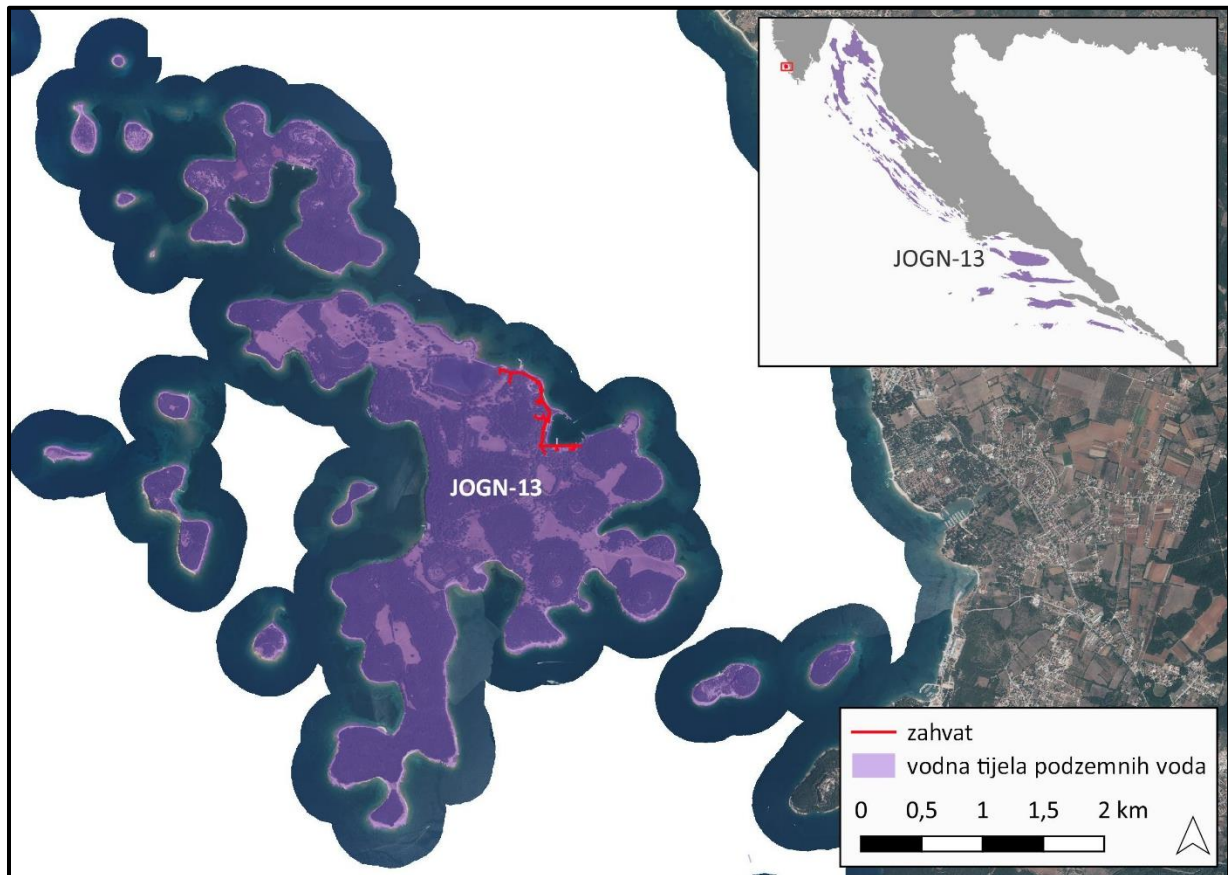 JOGN-13
JOGN-13
zahvat
vodna tijela podzemnih voda
0 0,5 1 1,5 2 km